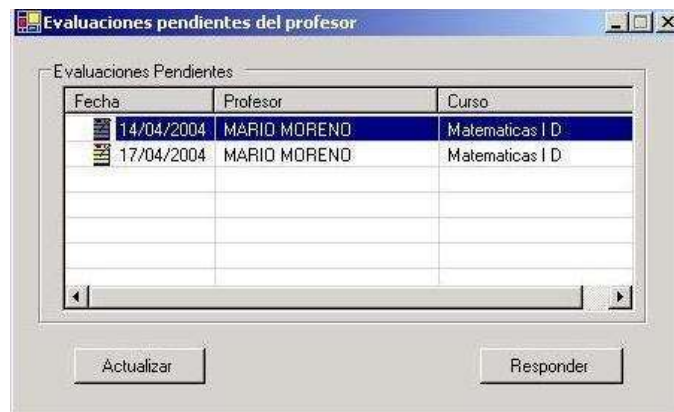 Evaluaciones pendientes del profesor
Evaluaciones Pendientes
Fecha Profesor Curso
14/04/2004 MARIO MORENO Matematicas I D
17/04/2004 MARIO MORENO Matematicas I D
Actualizar Responder